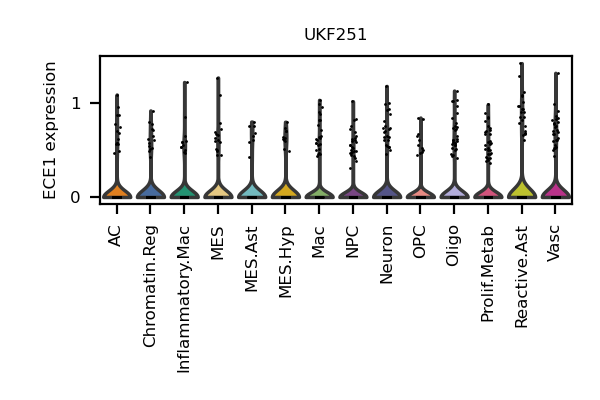 UKF251
ECE1 expression
1
0
AC
Chromatin.Reg
Inflammatory.Mac
MES
MES.Ast
MES.Hyp
Mac
NPC
Neuron
OPC
Oligo
Prolif.Metab
Reactive.Ast
Vasc